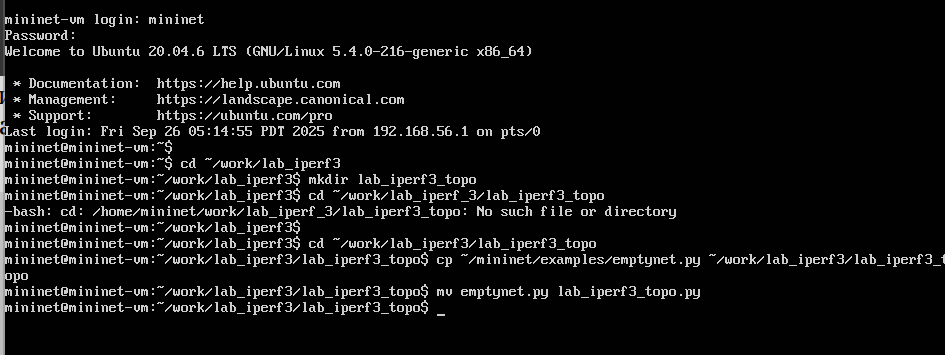 mininet-vm login: mininet
Password:
Welcome to Ubuntu 20.04.6 LTS (GNU/Linux 5.4.0-216-generic x86_64)
* Documentation:  https://help.ubuntu.com
* Management:     https://landscape.canonical.com
* Support:        https://ubuntu.com/pro
Last login: Fri Sep 26 05:14:55 PDT 2025 from 192.168.56.1 on pts/0
mininet@mininet-vm:~$
mininet@mininet-vm:~$ cd ~/work/lab_iperf3
mininet@mininet-vm:~/work/lab_iperf3$ mkdir lab_iperf3_topo
mininet@mininet-vm:~/work/lab_iperf3$ cd ~/work/lab_iperf_3/lab_iperf3_topo
-bash: cd: /home/mininet/work/lab_iperf_3/lab_iperf3_topo: No such file or directory
mininet@mininet-vm:~/work/lab_iperf3$
mininet@mininet-vm:~/work/lab_iperf3$ cd ~/work/lab_iperf3/lab_iperf3_topo
mininet@mininet-vm:~/work/lab_iperf3/lab_iperf3_topo$ cp ~/mininet/examples/emptynet.py ~/work/lab_iperf3/lab_iperf3_t
opo
mininet@mininet-vm:~/work/lab_iperf3/lab_iperf3_topo$ mv emptynet.py lab_iperf3_topo.py
mininet@mininet-vm:~/work/lab_iperf3/lab_iperf3_topo$ _